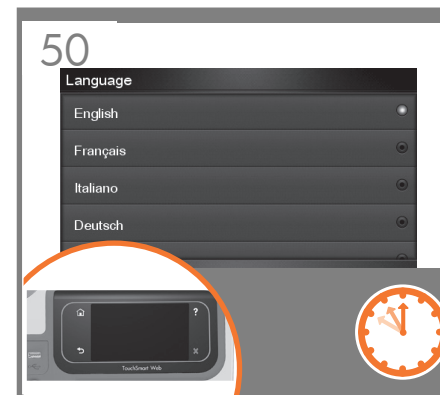 50
Language
English
Français
Italiano
Deutsch
?
TouchSmart Web